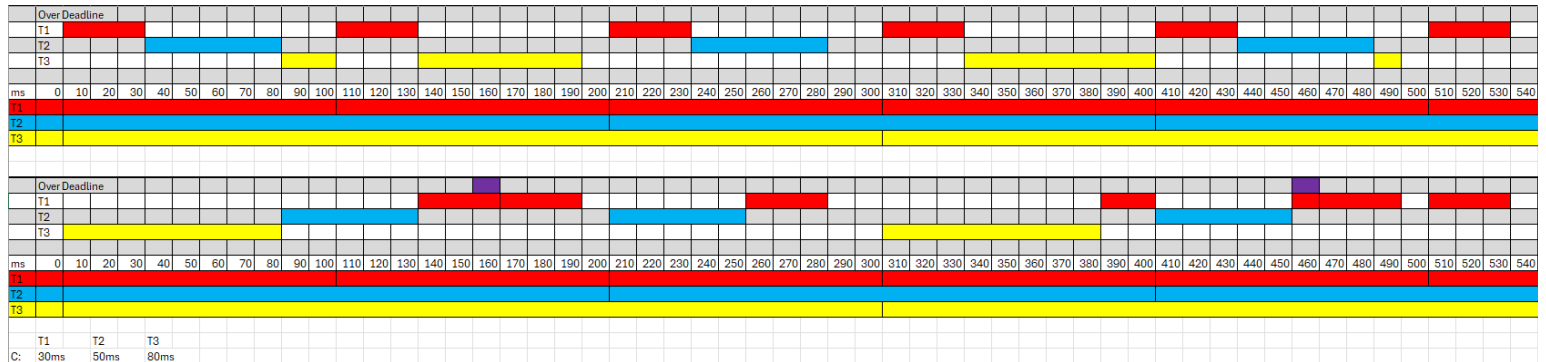 Over Deadline
T1
T2
T3
ms 0 10 20 30 40 50 60 70 80 90 100 110 120 130 140 150 160 170 180 190 200 210 220 230 240 250 260 270 280 290 300 310 320 330 340 350 360 370 380 390 400 410 420 430 440 450 460 470 480 490 500 510 520 530 540
T1
T2
T3
Over Deadline
T1
T2
T3
ms 0 10 20 30 40 50 60 70 80 90 100 110 120 130 140 150 160 170 180 190 200 210 220 230 240 250 260 270 280 290 300 310 320 330 340 350 360 370 380 390 400 410 420 430 440 450 460 470 480 490 500 510 520 530 540
T1
T2
T3
T1 T2 T3
C: 30ms 50ms 80ms